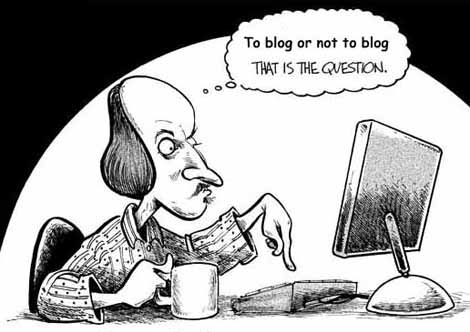 To blog or not to blog
THAT IS THE QUESTION.